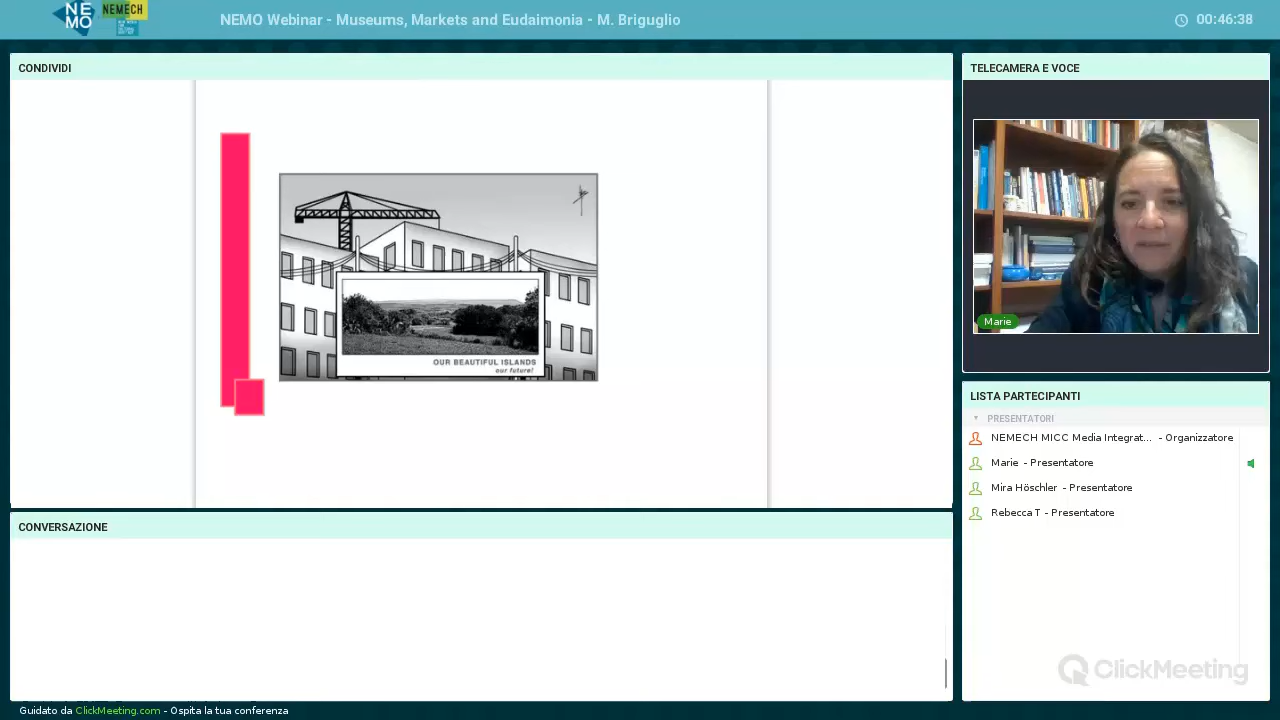 NE
MO
NEMECH
NEMO Webinar - Museums, Markets and Eudaimonia - M. Briguglio
00:46:38
CONDIVIDI
OUR BEAUTIFUL ISLANDS
our future!
TELECAMERA E VOCE
Marie
LISTA PARTECIPANTI
PRESENTATORI
NEMECH MICC Media Integrat... - Organizzatore
Marie - Presentatore
Mira Höschler - Presentatore
Rebecca T - Presentatore
CONVERSAZIONE
ClickMeeting
Guidato da ClickMeeting.com - Ospita la tua conferenza